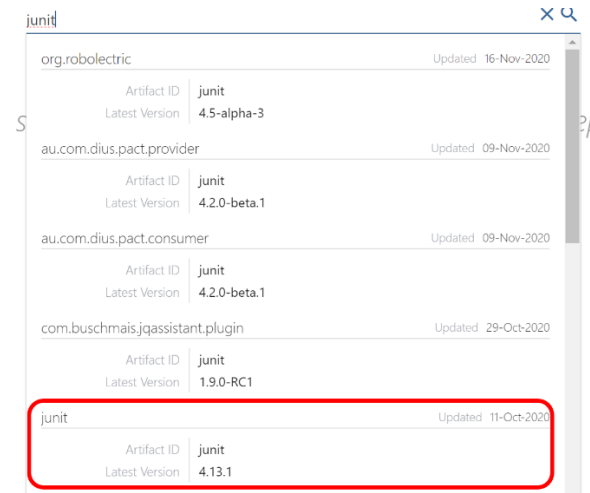 junit
org.robolectric Updated 16-Nov-2020
Artifact ID junit
Latest Version 4.5-alpha-3
au.com.dius.pact.provider Updated 09-Nov-2020
Artifact ID junit
Latest Version 4.2.0-beta.1
au.com.dius.pact.consumer Updated 09-Nov-2020
Artifact ID junit
Latest Version 4.2.0-beta.1
com.buschmais.jqassistant.plugin Updated 29-Oct-2020
Artifact ID junit
Latest Version 1.9.0-RC1
junit Updated 11-Oct-2020
Artifact ID junit
Latest Version 4.13.1